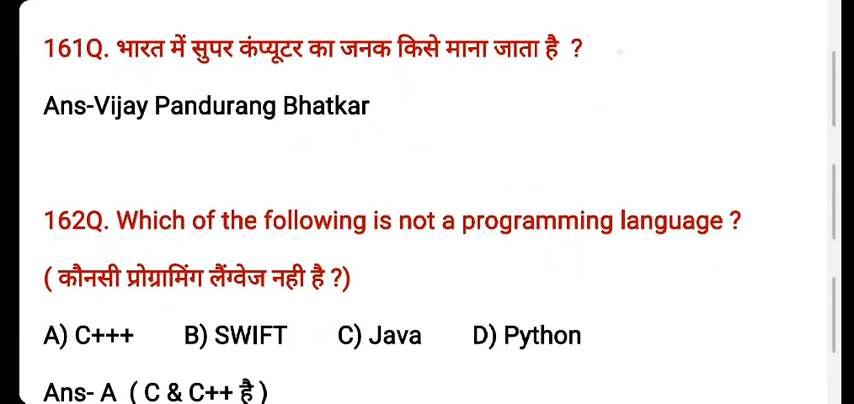 161Q. भारत में सुपर कंप्यूटर का जनक किसे माना जाता है ?
Ans-Vijay Pandurang Bhatkar
162Q. Which of the following is not a programming language ?
( कौनसी प्रोग्रामिंग लैंग्वेज नही है ?)
A) C+++ B) SWIFT C) Java D) Python
Ans- A ( C & C++ है )